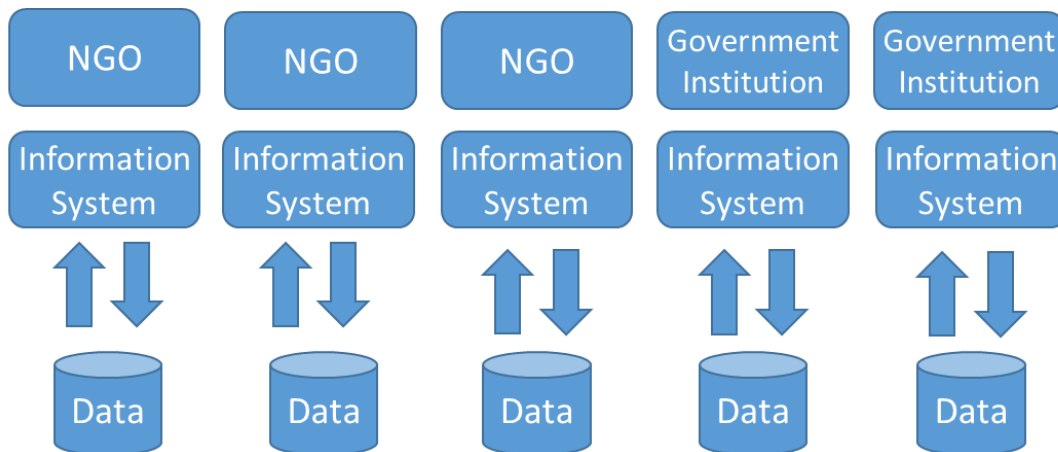 NGO
NGO
NGO
Government
Institution
Government
Institution
Information
System
Information
System
Information
System
Information
System
Information
System
Data
Data
Data
Data
Data